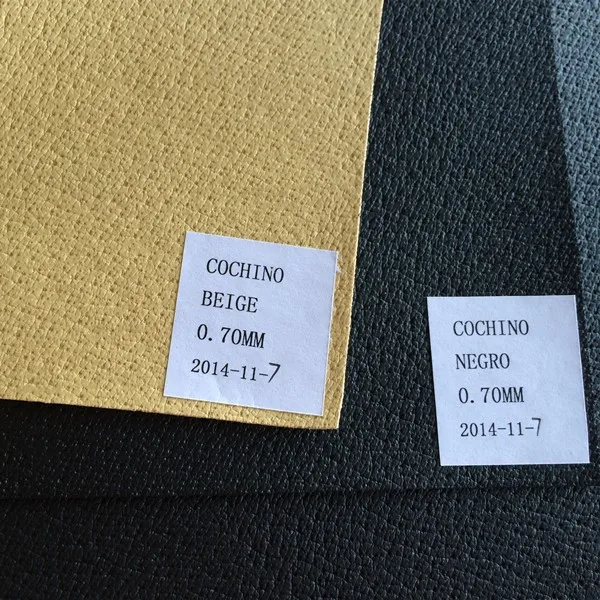 COCHINO
BEIGE
0.70MM
2014-11-7
COCHINO
NEGRO
0.70MM
2014-11-7